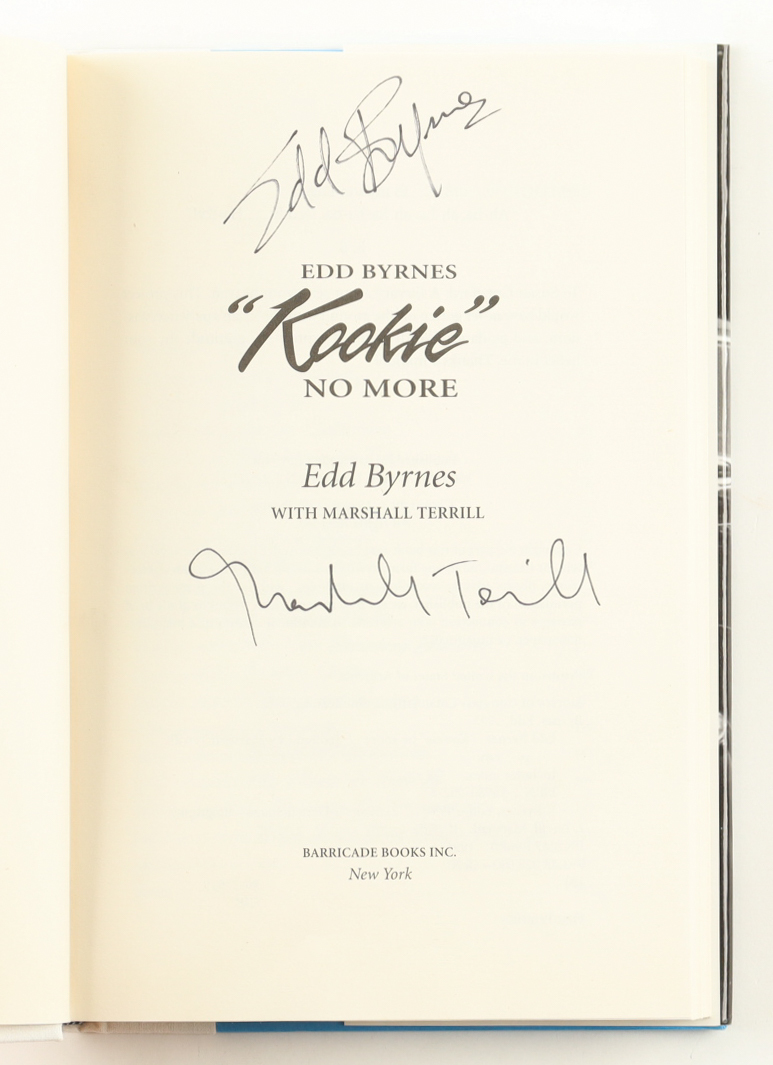 Edd Byrnes
EDD BYRNES
“Kookie”
NO MORE
Edd Byrnes
WITH MARSHALL TERRILL
Marshall Terrill
BARRICADE BOOKS INC.
New York